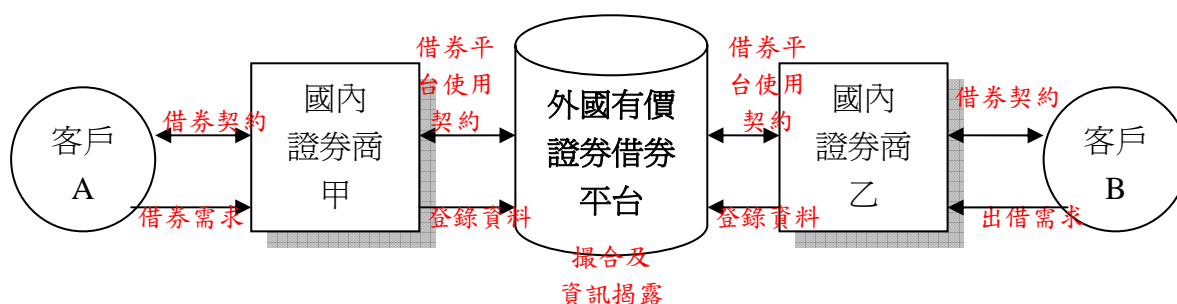 客戶
A
借券契約
借券需求
國內
證券商
甲
借券平
台使用
契約
登錄資料
外國有價
證券借券
平台
撮合及
資訊揭露
借券平
台使用
契約
登錄資料
國內
證券商
乙
借券契約
出借需求
客戶
B